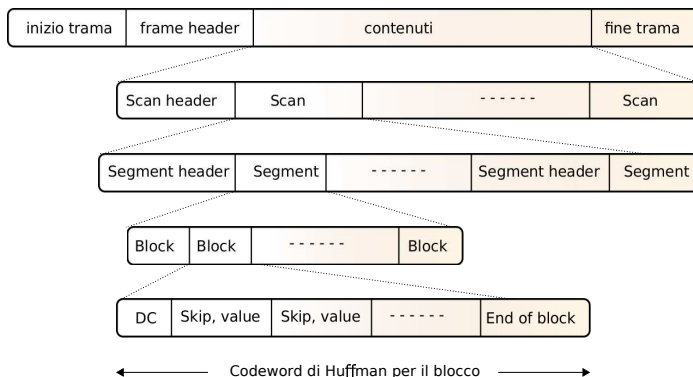 inizio trama frame header contenuti fine trama
Scan header Scan - - - - - - Scan
Segment header Segment - - - - - - Segment header Segment
Block Block - - - - - - Block
DC Skip, value Skip, value - - - - - - End of block
Codeword di Huffman per il blocco